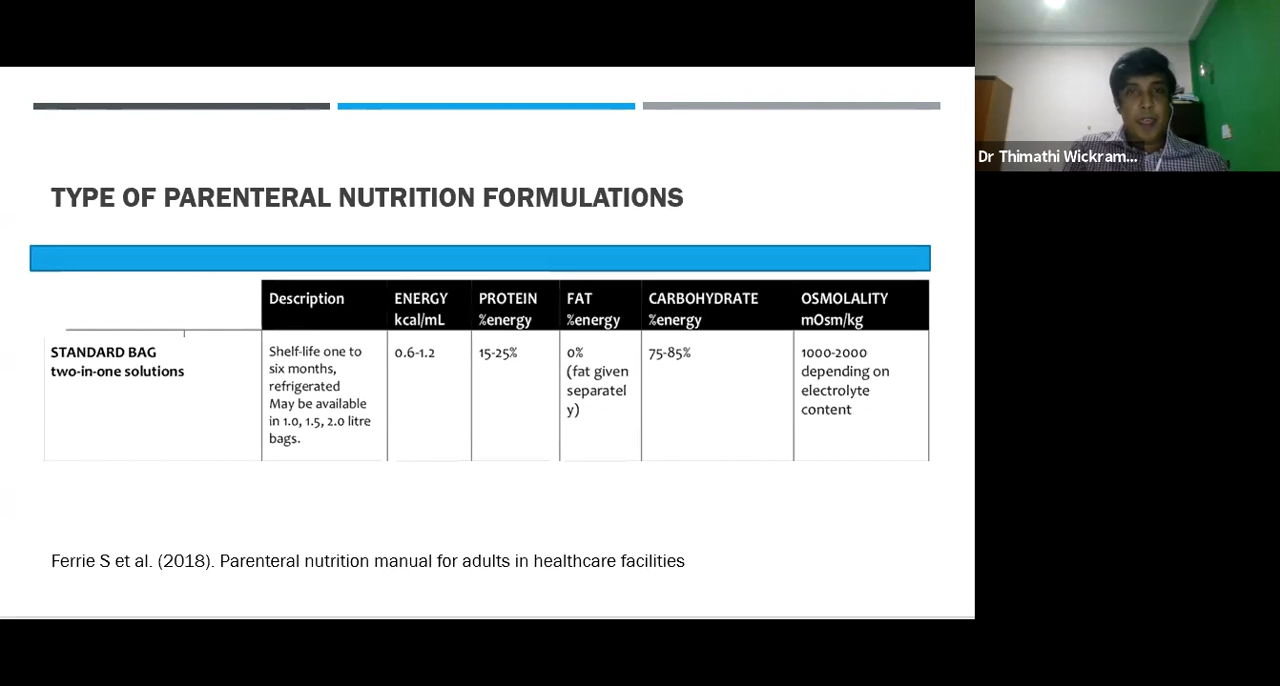 Dr Thimathi Wickram...
TYPE OF PARENTERAL NUTRITION FORMULATIONS
Description
ENERGY
kcal/mL
PROTEIN
%energy
FAT
%energy
CARBOHYDRATE
%energy
OSMOLALITY
mOsm/kg
STANDARD BAG
two-in-one solutions
Shelf-life one to
six months,
refrigerated
May be available
in 1.0, 1.5, 2.0 litre
bags.
0.6-1.2
15-25%
0%
(fat given
separatel
y)
75-85%
1000-2000
depending on
electrolyte
content
Ferrie S et al. (2018). Parenteral nutrition manual for adults in healthcare facilities